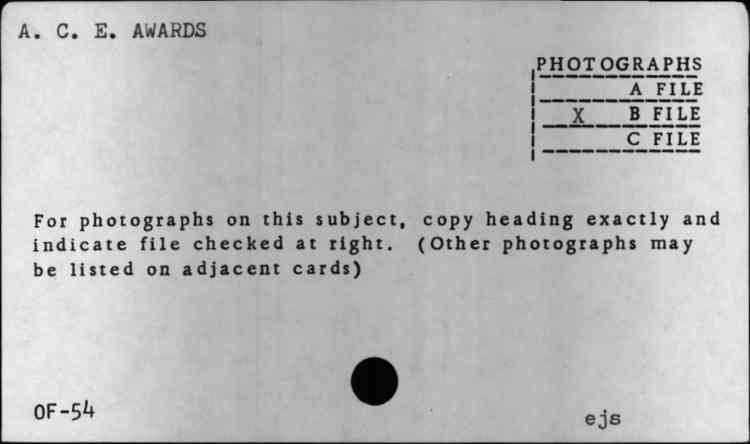 A. C. E. AWARDS
PHOTOGRAPHS
A FILE
X B FILE
C FILE
For photographs on this subject, copy heading exactly and
indicate file checked at right. (Other photographs may
be listed on adjacent cards)
OF-54
ejs